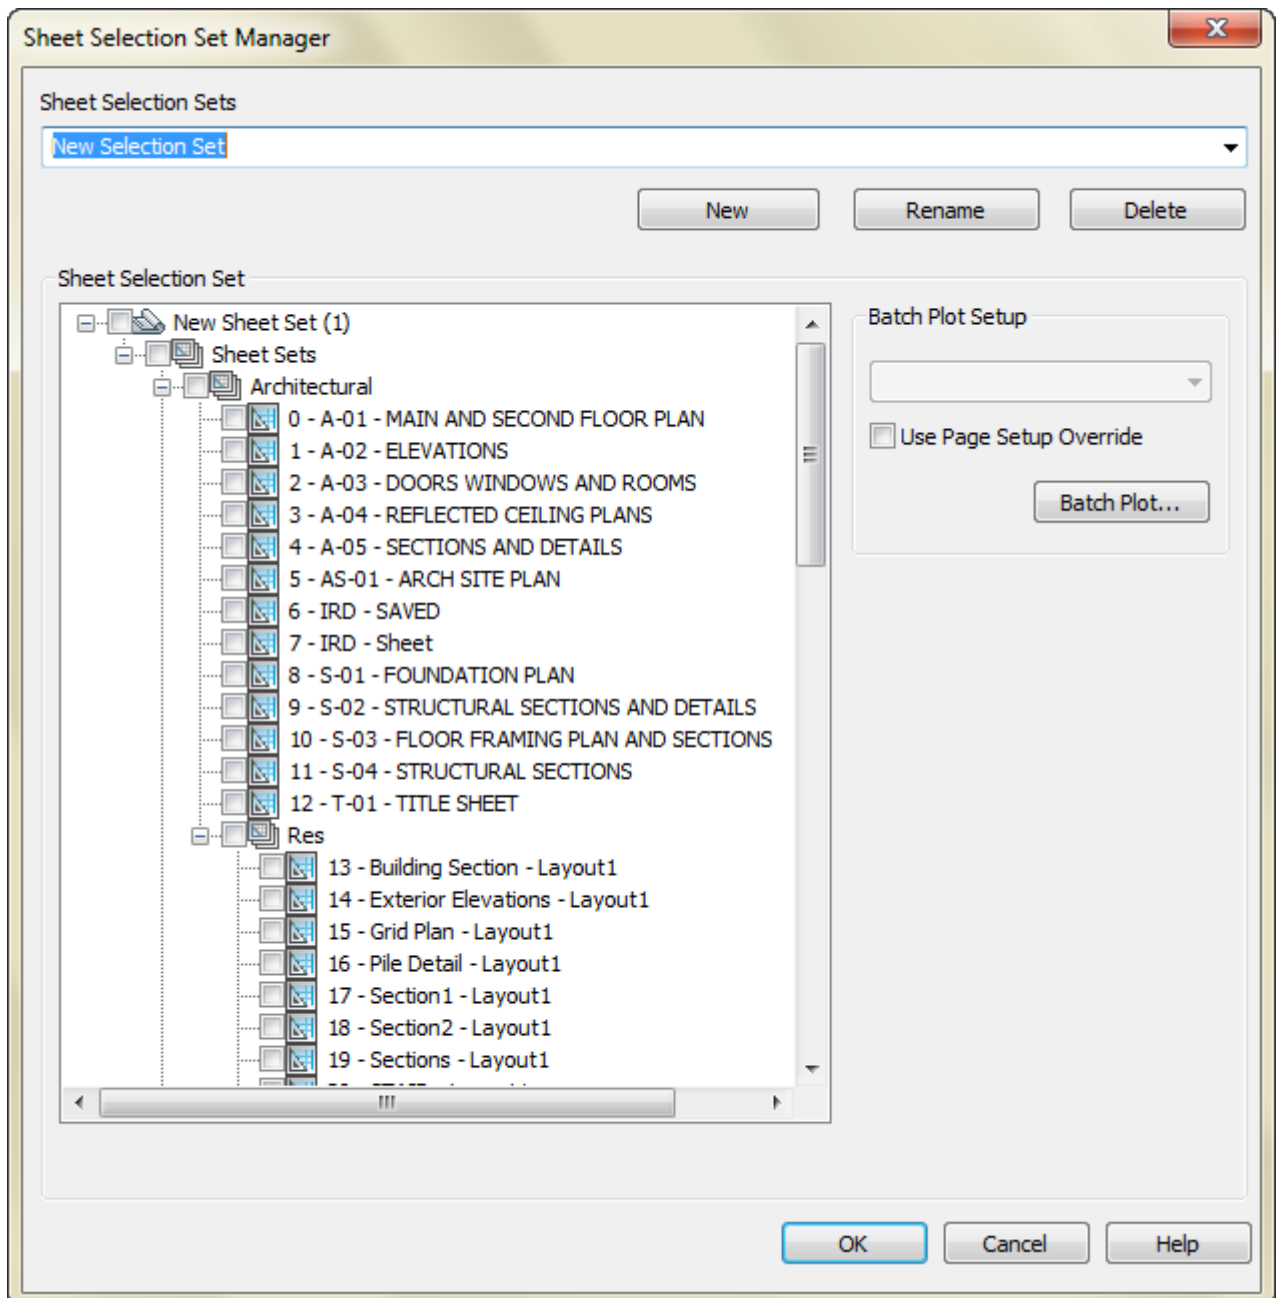 Sheet Selection Set Manager
Sheet Selection Sets
New Selection Set
New Rename Delete
Sheet Selection Set
New Sheet Set (1)
Sheet Sets
Architectural
0 - A-01 - MAIN AND SECOND FLOOR PLAN
1 - A-02 - ELEVATIONS
2 - A-03 - DOORS WINDOWS AND ROOMS
3 - A-04 - REFLECTED CEILING PLANS
4 - A-05 - SECTIONS AND DETAILS
5 - AS-01 - ARCH SITE PLAN
6 - IRD - SAVED
7 - IRD - Sheet
8 - S-01 - FOUNDATION PLAN
9 - S-02 - STRUCTURAL SECTIONS AND DETAILS
10 - S-03 - FLOOR FRAMING PLAN AND SECTIONS
11 - S-04 - STRUCTURAL SECTIONS
12 - T-01 - TITLE SHEET
Res
13 - Building Section - Layout1
14 - Exterior Elevations - Layout1
15 - Grid Plan - Layout1
16 - Pile Detail - Layout1
17 - Section1 - Layout1
18 - Section2 - Layout1
19 - Sections - Layout1
Batch Plot Setup
Use Page Setup Override
Batch Plot...
OK Cancel Help